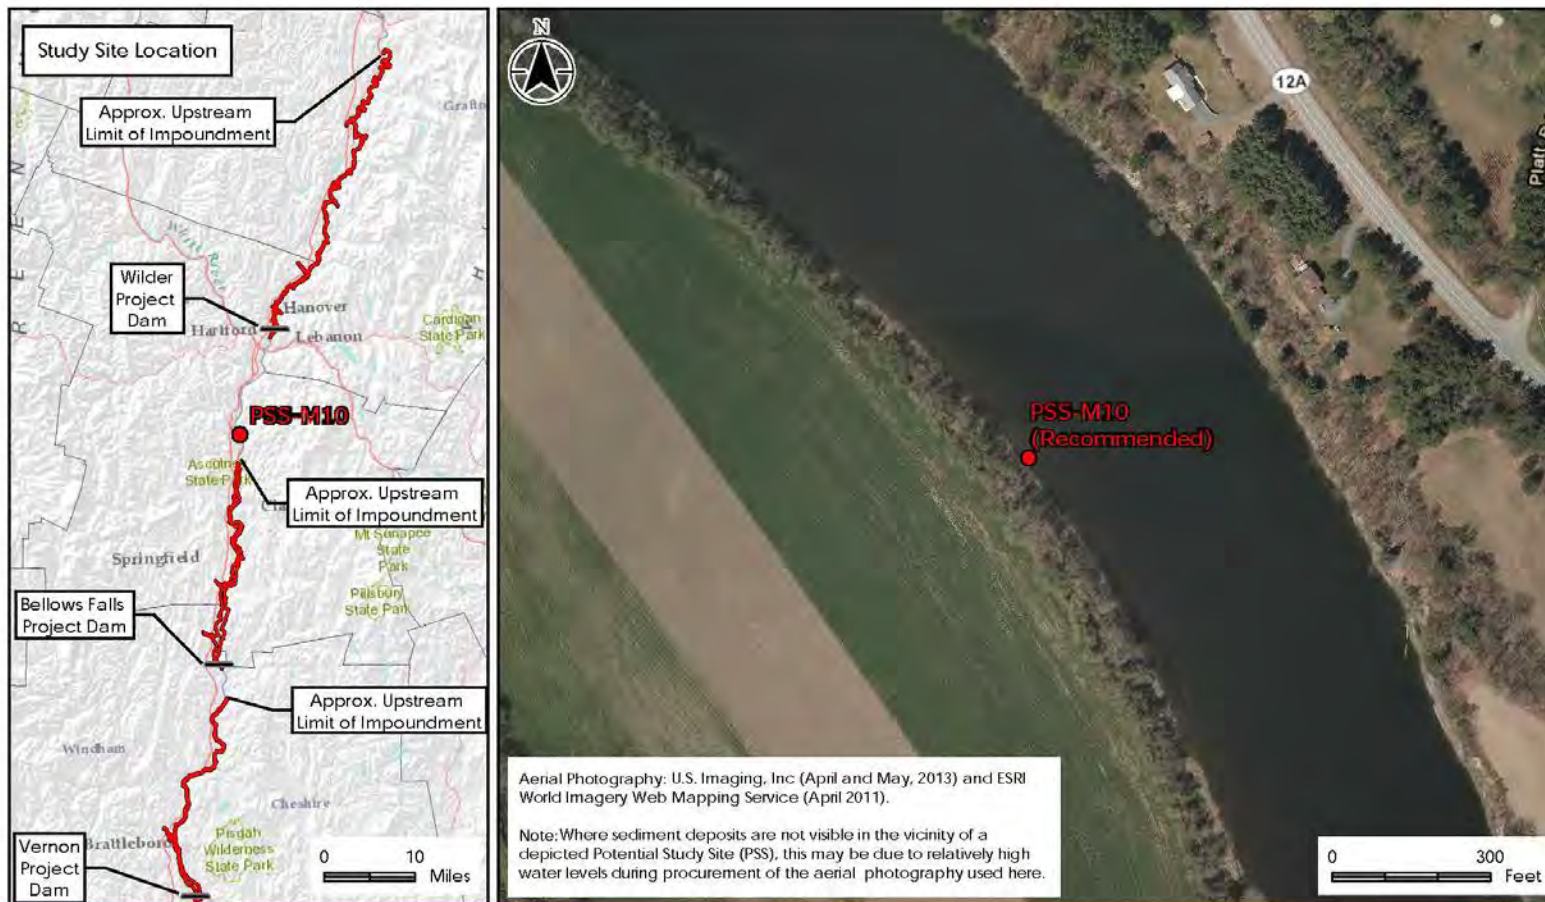 Study Site Location
Approx. Upstream
Limit of Impoundment
GREEN
White River
Wilder
Project
Dam
Hanover
Hartford
Lebanon
Cardigan
State Park
PSS-M10
Ascutney
State Park
Approx. Upstream
Limit of Impoundment
Mt Sunapee
State
Park
Springfield
Pillsbury
State Park
Bellows Falls
Project Dam
Approx. Upstream
Limit of Impoundment
Windham
Cheshire
Brattleboro
Pisgah
Wilderness
State Park
Vernon
Project
Dam
0 10
Miles
N
12A
Platt
PSS-M10
(Recommended)
Aerial Photography: U.S. Imaging, Inc (April and May, 2013) and ESRI
World Imagery Web Mapping Service (April 2011).
Note: Where sediment deposits are not visible in the vicinity of a
depicted Potential Study Site (PSS), this may be due to relatively high
water levels during procurement of the aerial photography used here.
0 300
Feet